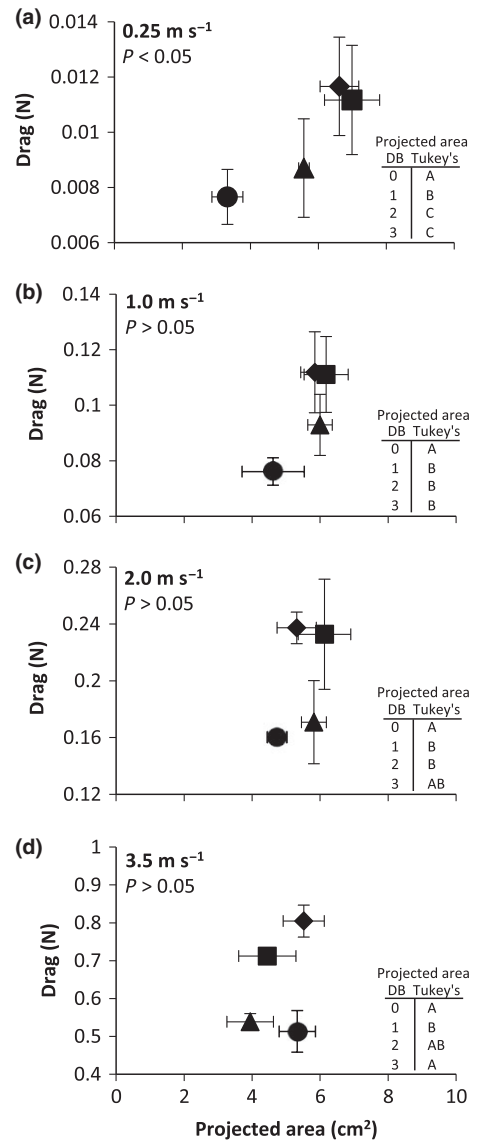 (a)
0.014
0.25 m s⁻¹
P < 0.05
0.012
Drag (N)
0.01
0.008
0.006
Projected area
DB Tukey's
0 A
1 B
2 C
3 C
(b)
0.14
1.0 m s⁻¹
P > 0.05
0.12
Drag (N)
0.1
0.08
0.06
Projected area
DB Tukey's
0 A
1 B
2 B
3 B
(c)
0.28
2.0 m s⁻¹
P > 0.05
0.24
Drag (N)
0.2
0.16
0.12
Projected area
DB Tukey's
0 A
1 B
2 B
3 AB
(d)
1
3.5 m s⁻¹
P > 0.05
0.9
0.8
Drag (N)
0.7
0.6
0.5
0.4
Projected area
DB Tukey's
0 A
1 B
2 AB
3 A
0 2 4 6 8 10
Projected area (cm²)